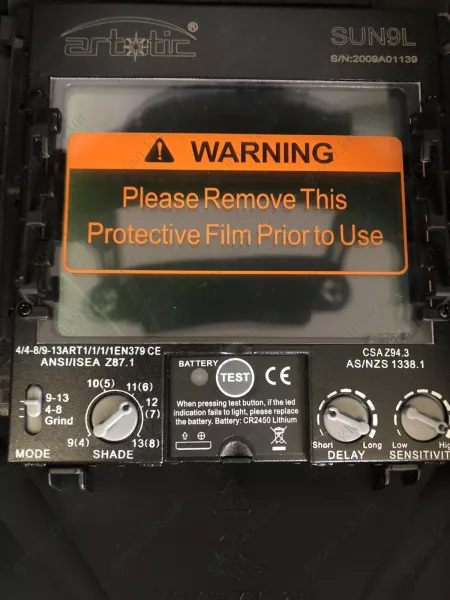 artotic®
SUN9L
S/N:2009A01139
WARNING
Please Remove This
Protective Film Prior to Use
4/4-8/9-13ART1/1/1/1EN379 CE
ANSI/ISEA Z87.1
CSA Z94.3
AS/NZS 1338.1
BATTERY
TEST
CE
When pressing test button, if the led
indication fails to light, please replace
the battery. Battery: CR2450 Lithium
9-13
4-8
Grind
MODE
10(5)
11(6)
12
(7)
9(4)
13(8)
SHADE
Short
Long
DELAY
Low
High
SENSITIVIT